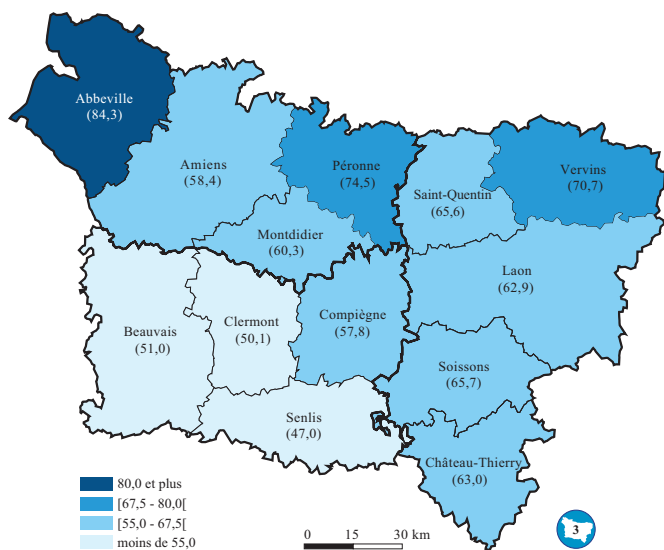 Abbeville
(84,3)
Amiens
(58,4)
Péronne
(74,5)
Saint-Quentin
(65,6)
Vervins
(70,7)
Montdidier
(60,3)
Laon
(62,9)
Beauvais
(51,0)
Clermont
(50,1)
Compiègne
(57,8)
Soissons
(65,7)
Senlis
(47,0)
Château-Thierry
(63,0)
80,0 et plus
[67,5 - 80,0[
[55,0 - 67,5[
moins de 55,0
0 15 30 km
3